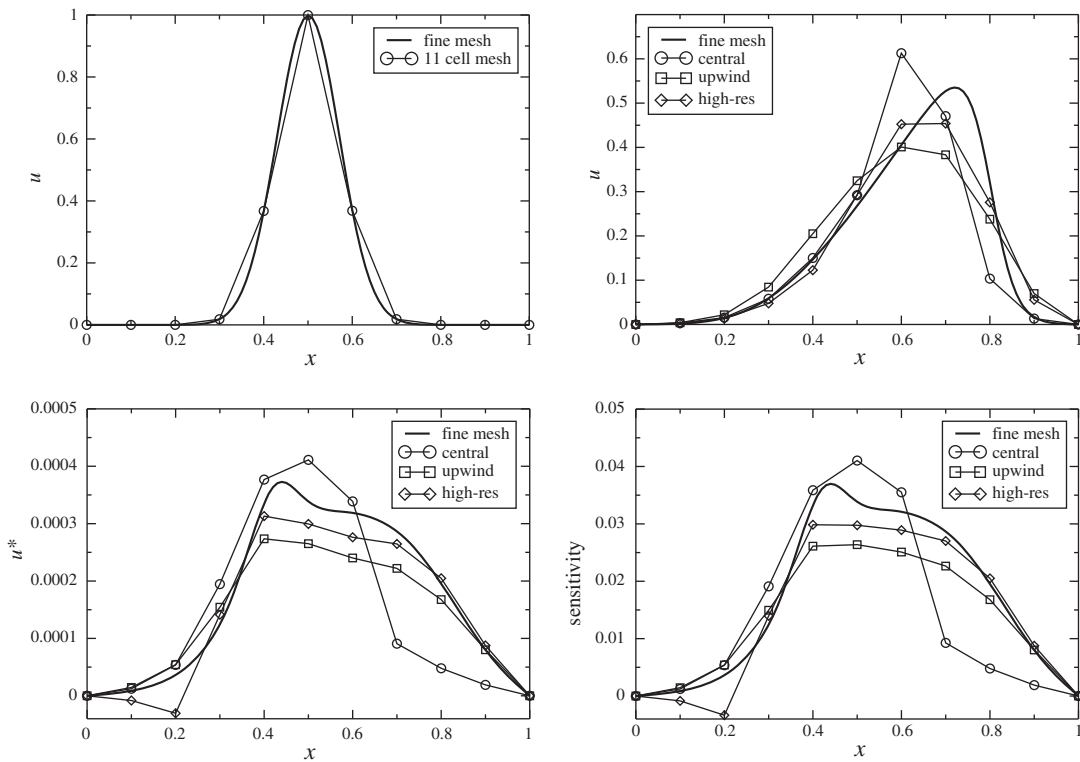 1
0.8
0.6
0.4
0.2
0
u
0
0.2
0.4
0.6
0.8
1
x
fine mesh
11 cell mesh
0.6
0.5
0.4
0.3
0.2
0.1
0
u
0
0.2
0.4
0.6
0.8
1
x
fine mesh
central
upwind
high-res
0.0005
0.0004
0.0003
0.0002
0.0001
0
u*
0
0.2
0.4
0.6
0.8
1
x
fine mesh
central
upwind
high-res
0.05
0.04
0.03
0.02
0.01
0
sensitivity
0
0.2
0.4
0.6
0.8
1
x
fine mesh
central
upwind
high-res